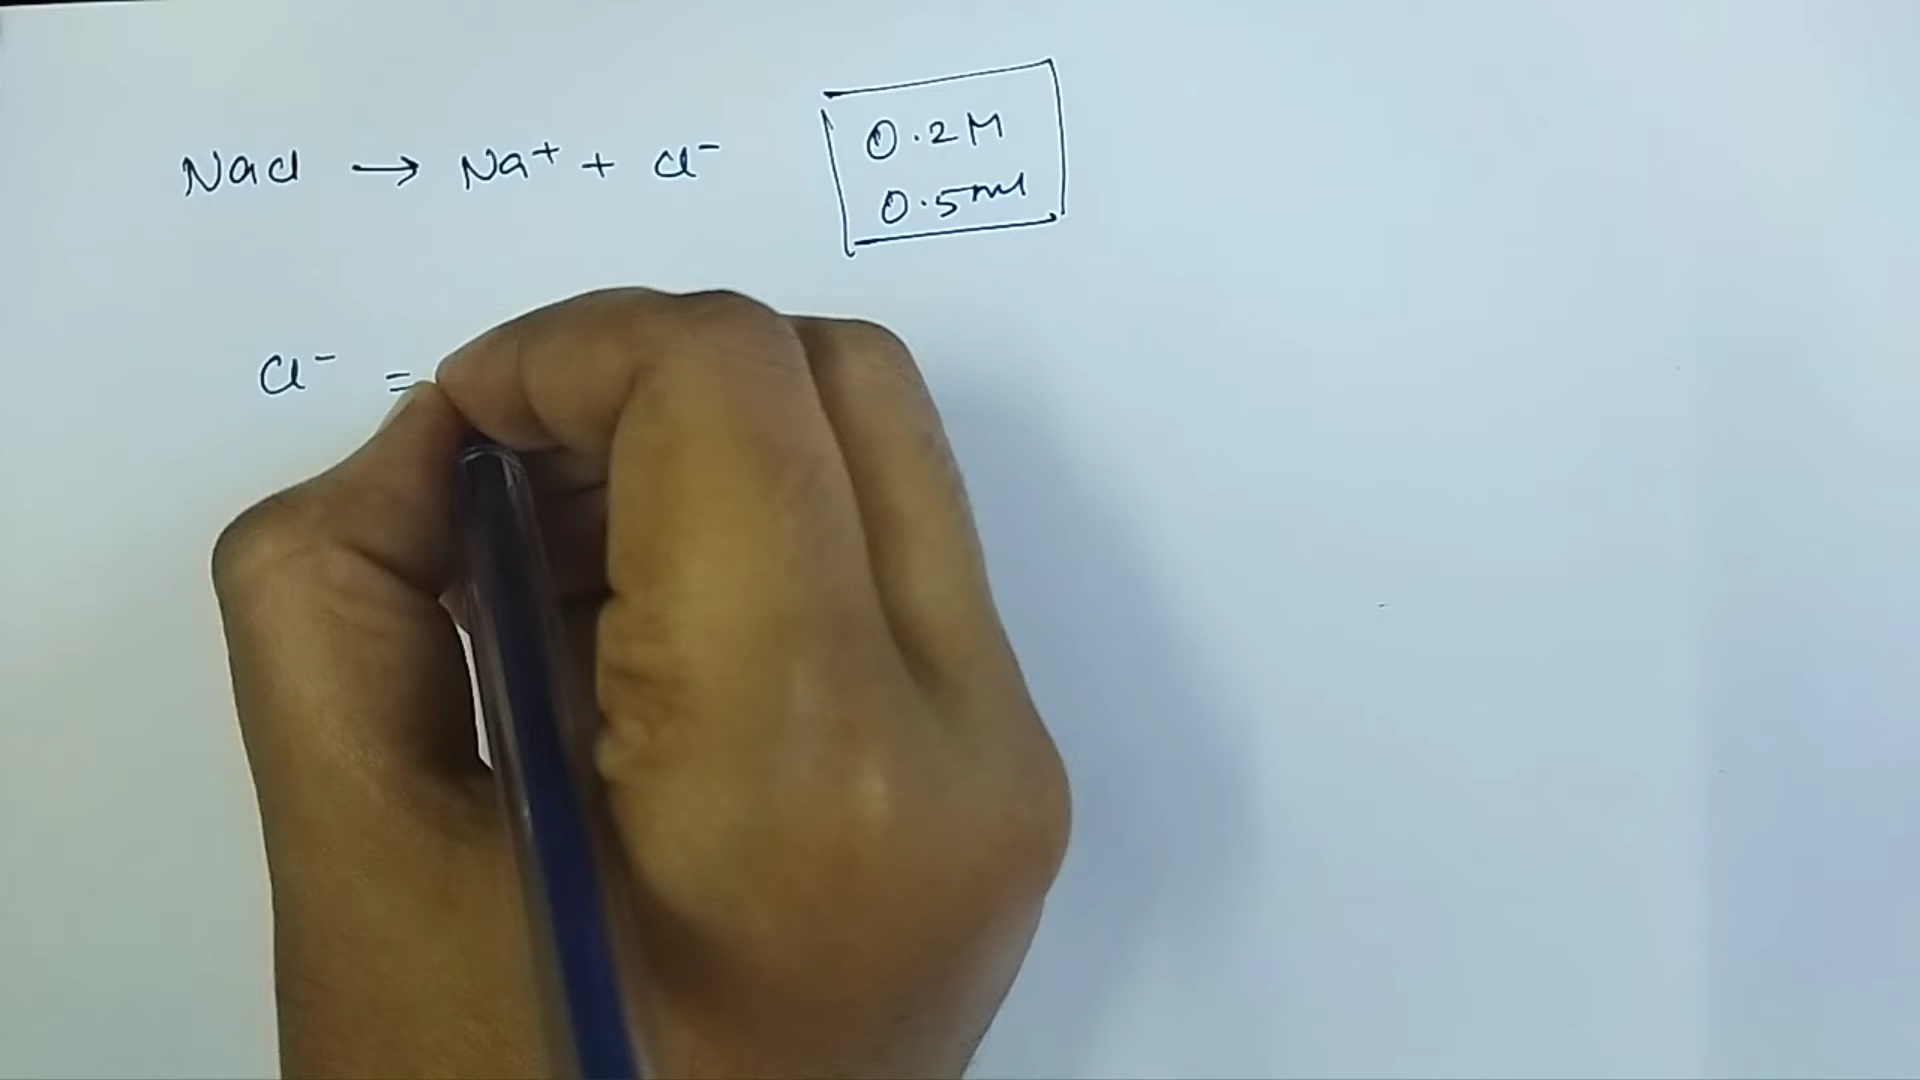 NaCl → Na⁺ + Cl⁻
0.2M
0.5ml
Cl⁻ =